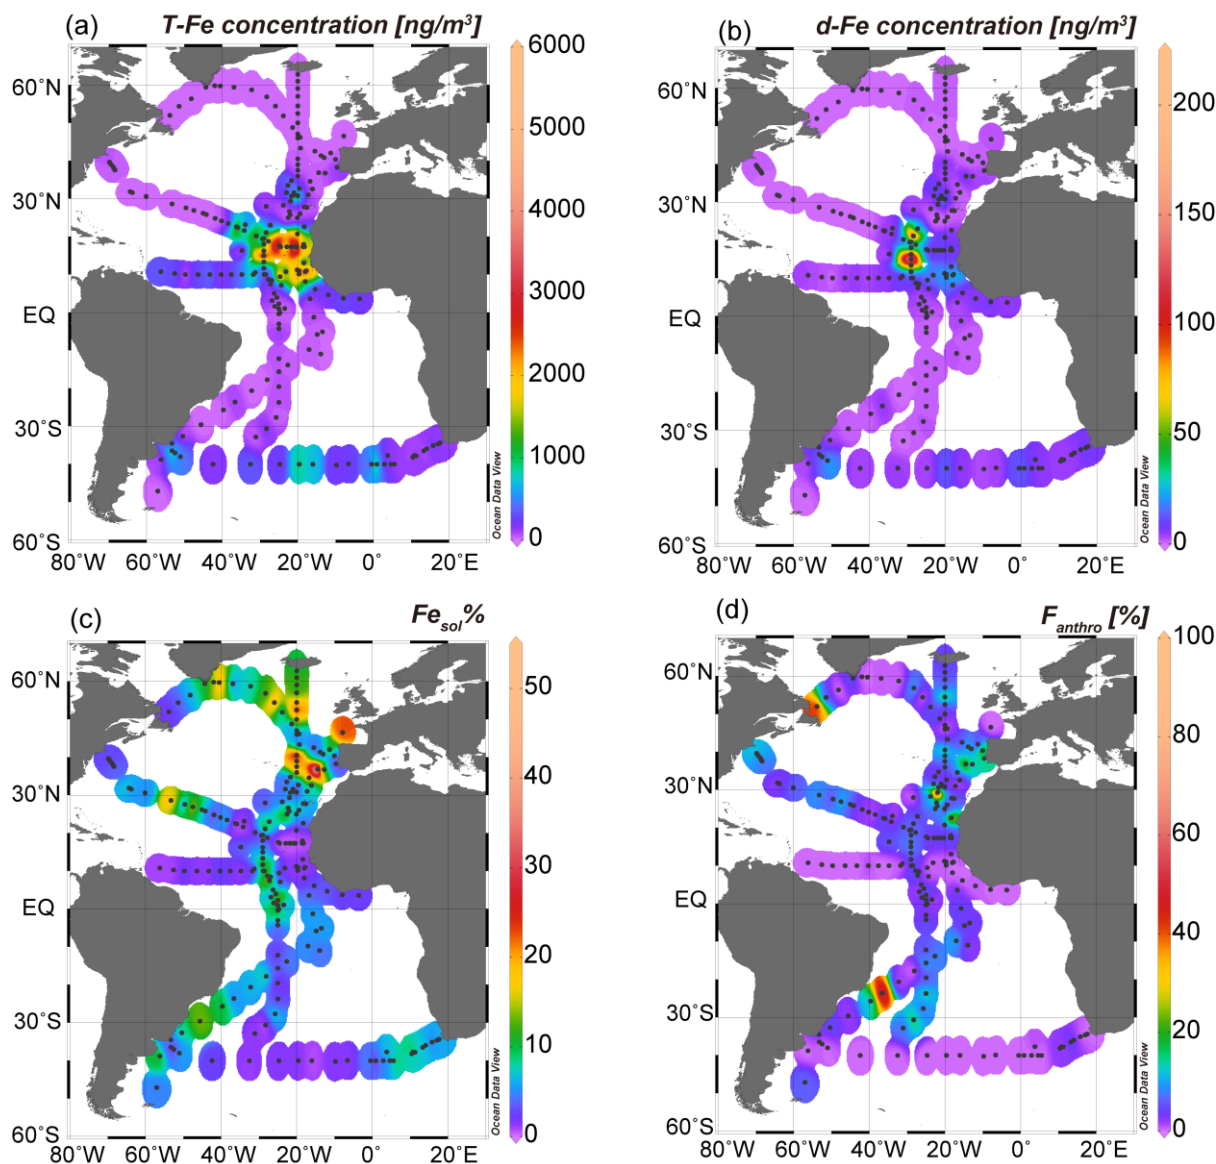 (a) T-Fe concentration [ng/m³]
6000
5000
4000
3000
2000
1000
0
60˚N
30˚N
EQ
30˚S
60˚S
80˚W 60˚W 40˚W 20˚W 0˚ 20˚E
Ocean Data View
(b) d-Fe concentration [ng/m³]
200
150
100
50
0
60˚N
30˚N
EQ
30˚S
60˚S
80˚W 60˚W 40˚W 20˚W 0˚ 20˚E
Ocean Data View
(c) Fesol%
50
40
30
20
10
0
60˚N
30˚N
EQ
30˚S
60˚S
80˚W 60˚W 40˚W 20˚W 0˚ 20˚E
Ocean Data View
(d) Fanthro [%]
100
80
60
40
20
0
60˚N
30˚N
EQ
30˚S
60˚S
80˚W 60˚W 40˚W 20˚W 0˚ 20˚E
Ocean Data View